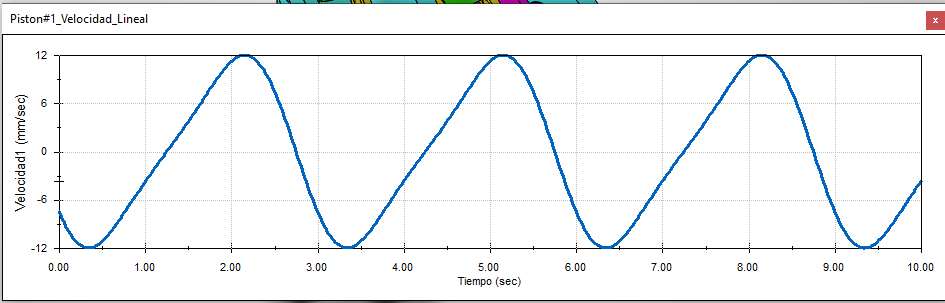 Piston#1_Velocidad_Lineal
x
Velocidad1 (mm/sec)
12
6
0
-6
-12
0.00 1.00 2.00 3.00 4.00 5.00 6.00 7.00 8.00 9.00 10.00
Tiempo (sec)